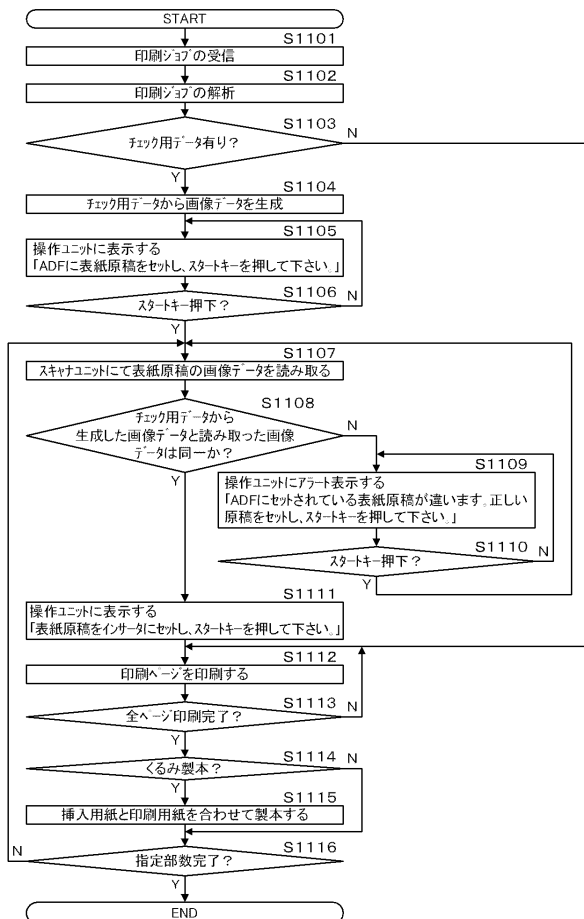 START
S1101
印刷ジョブの受信
S1102
印刷ジョブの解析
S1103
チェック用データ有り?
N
Y
S1104
チェック用データから画像データを生成
S1105
操作ユニットに表示する
「ADFに表紙原稿をセットし、スタートキーを押して下さい。」
S1106
スタートキー押下?
N
Y
S1107
スキャナユニットにて表紙原稿の画像データを読み取る
S1108
チェック用データから
生成した画像データと読み取った画像
データは同一か?
N
Y
S1109
操作ユニットにアラート表示する
「ADFにセットされている表紙原稿が違います。正しい
原稿をセットし、スタートキーを押して下さい。」
S1110
スタートキー押下?
N
Y
S1111
操作ユニットに表示する
「表紙原稿をインサータにセットし、スタートキーを押して下さい。」
S1112
印刷ページを印刷する
S1113
全ページ印刷完了?
N
Y
S1114
くるみ製本?
N
Y
S1115
挿入用紙と印刷用紙を合わせて製本する
S1116
指定部数完了?
N
Y
END